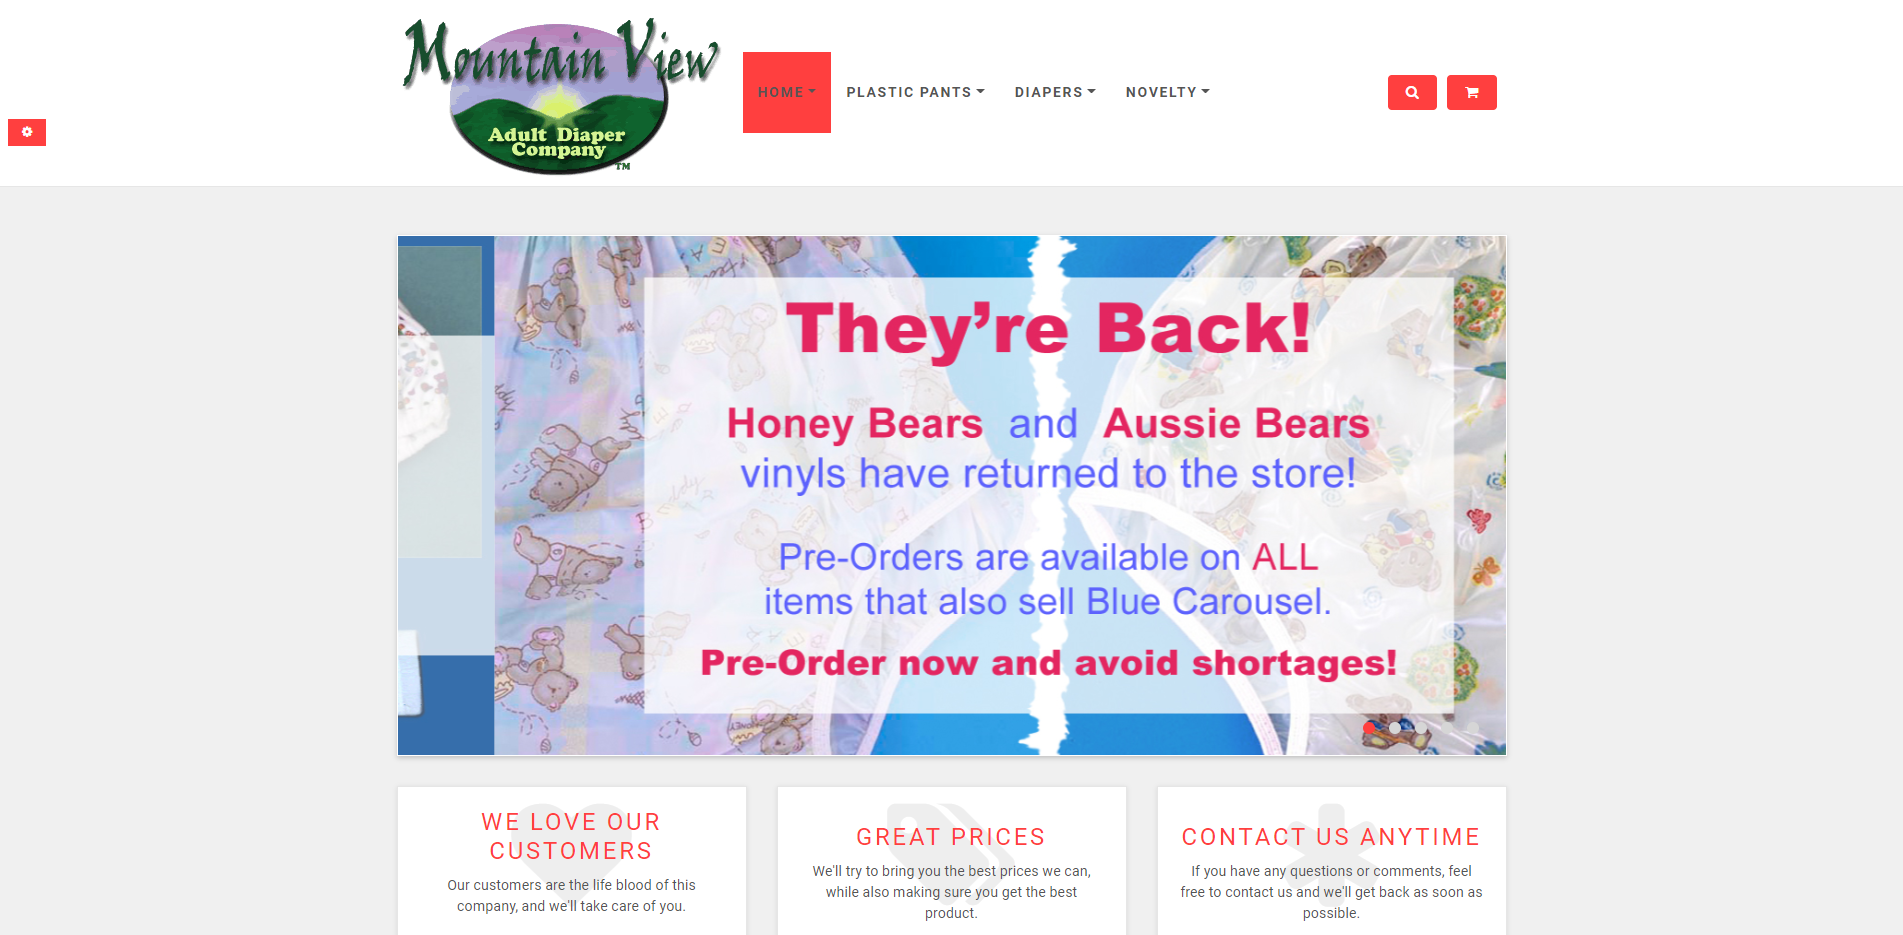 Mountain View
Adult Diaper
Company
TM
HOME
PLASTIC PANTS
DIAPERS
NOVELTY
They're Back!
Honey Bears and Aussie Bears
vinyls have returned to the store!
Pre-Orders are available on ALL
items that also sell Blue Carousel.
Pre-Order now and avoid shortages!
WE LOVE OUR
CUSTOMERS
Our customers are the life blood of this
company, and we'll take care of you.
GREAT PRICES
We'll try to bring you the best prices we can,
while also making sure you get the best
product.
CONTACT US ANYTIME
If you have any questions or comments, feel
free to contact us and we'll get back as soon as
possible.